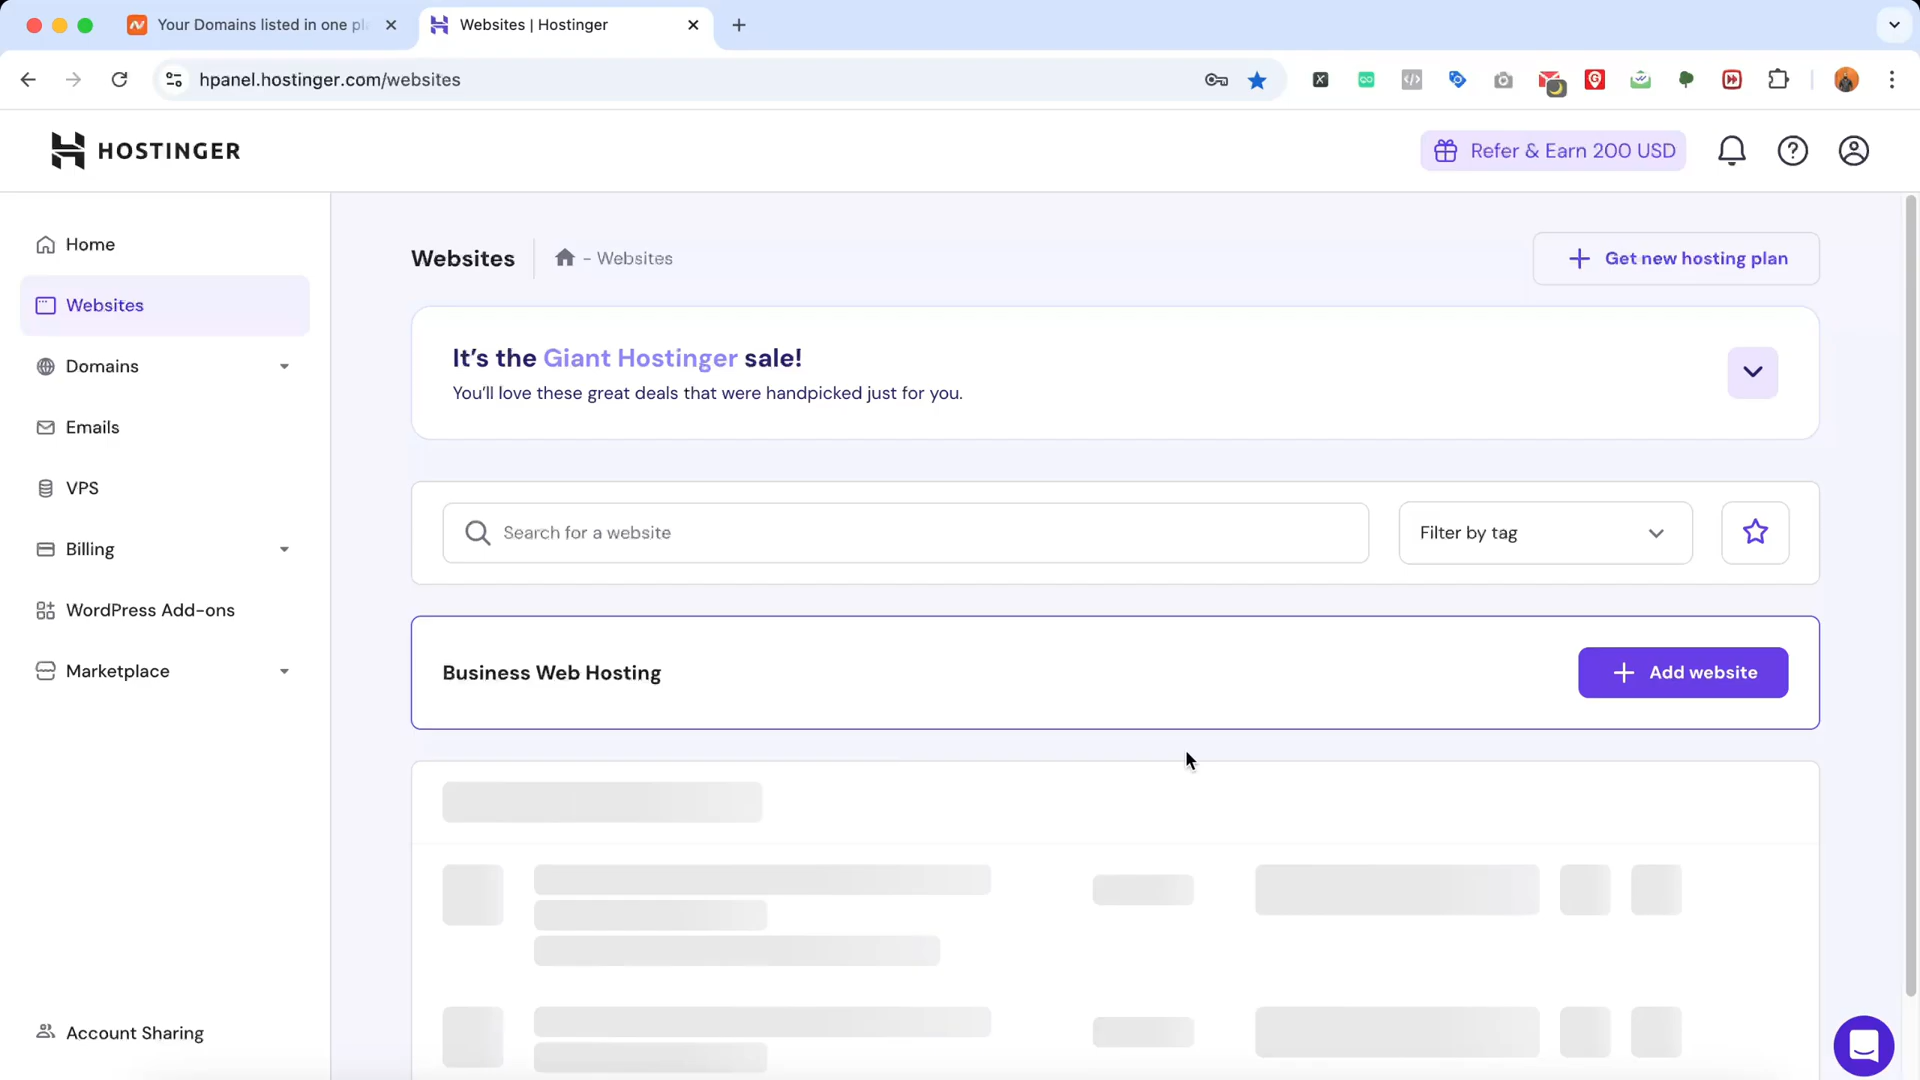 Your Domains listed in one pl
Websites | Hostinger
hpanel.hostinger.com/websites
HOSTINGER
Refer & Earn 200 USD
Home
Websites
Domains
Emails
VPS
Billing
WordPress Add-ons
Marketplace
Account Sharing
Websites
- Websites
Get new hosting plan
It's the Giant Hostinger sale!
You'll love these great deals that were handpicked just for you.
Search for a website
Filter by tag
Business Web Hosting
Add website